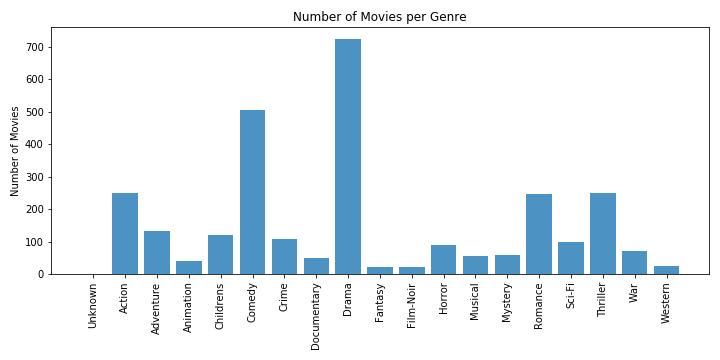 Number of Movies per Genre
Number of Movies
700
600
500
400
300
200
100
0
Unknown
Action
Adventure
Animation
Childrens
Comedy
Crime
Documentary
Drama
Fantasy
Film-Noir
Horror
Musical
Mystery
Romance
Sci-Fi
Thriller
War
Western